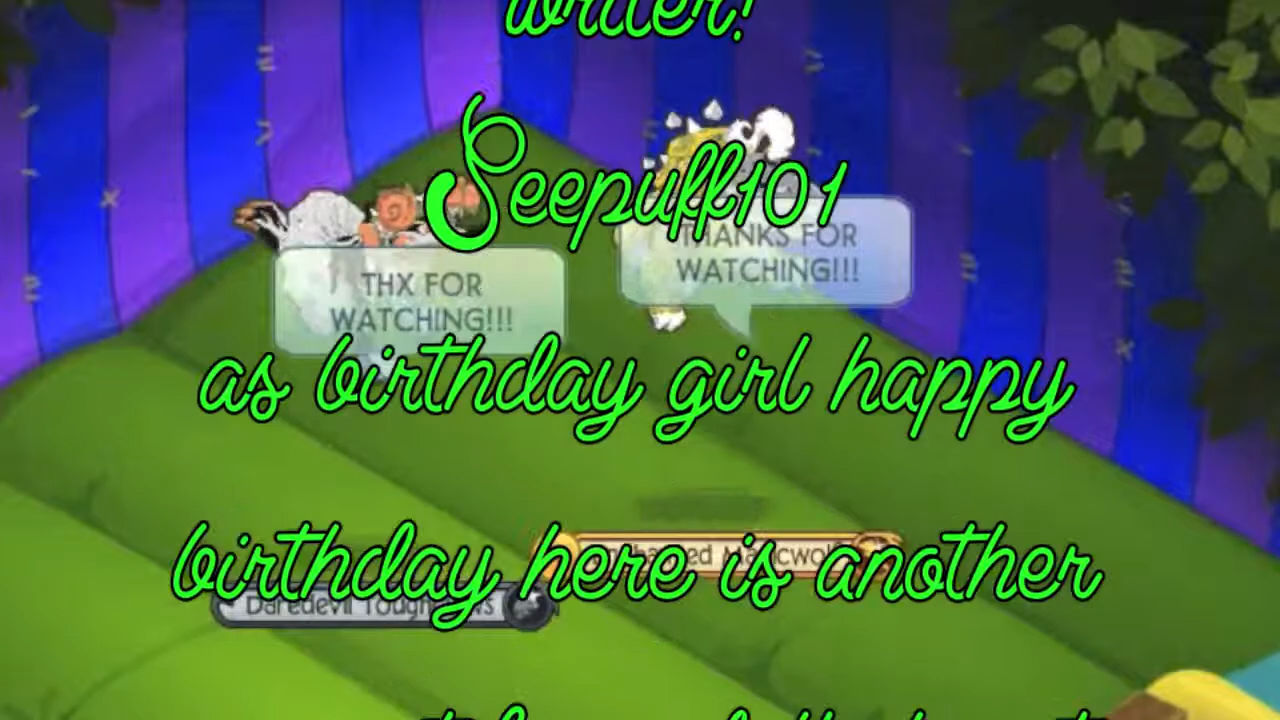 writer!
Seepuff101
THANKS FOR
WATCHING!!!
THX FOR
WATCHING!!!
as birthday girl happy
birthday here is another
Daredevil